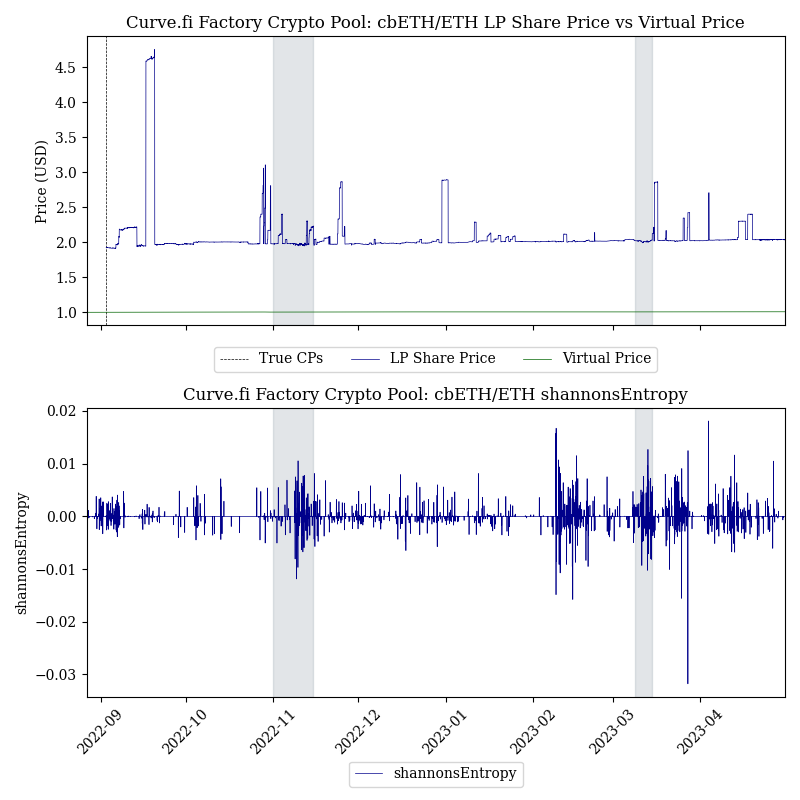 Curve.fi Factory Crypto Pool: cbETH/ETH LP Share Price vs Virtual Price
4.5
4.0
3.5
3.0
2.5
2.0
1.5
1.0
Price (USD)
True CPs LP Share Price Virtual Price
Curve.fi Factory Crypto Pool: cbETH/ETH shannonsEntropy
0.02
0.01
0.00
−0.01
−0.02
−0.03
shannonsEntropy
2022-09 2022-10 2022-11 2022-12 2023-01 2023-02 2023-03 2023-04
shannonsEntropy